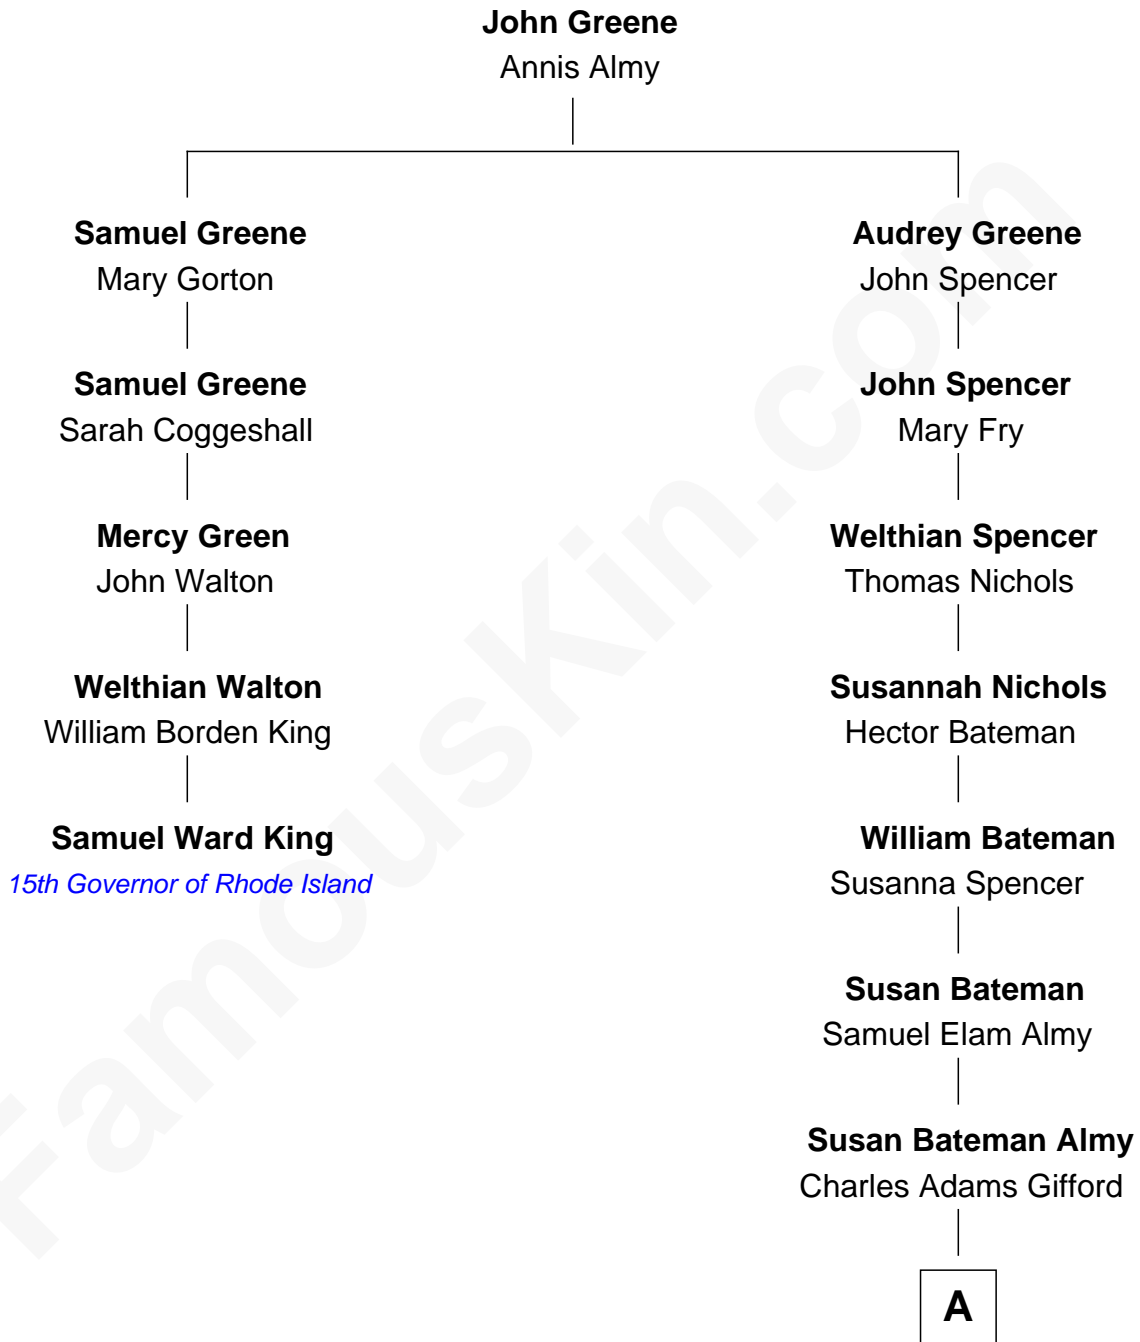 John Greene
Annis Almy
Samuel Greene
Mary Gorton
Audrey Greene
John Spencer
Samuel Greene
Sarah Coggeshall
John Spencer
Mary Fry
Mercy Green
John Walton
Welthian Spencer
Thomas Nichols
Welthian Walton
William Borden King
Susannah Nichols
Hector Bateman
Samuel Ward King
15th Governor of Rhode Island
William Bateman
Susanna Spencer
Susan Bateman
Samuel Elam Almy
Susan Bateman Almy
Charles Adams Gifford
A
FamousKin.com